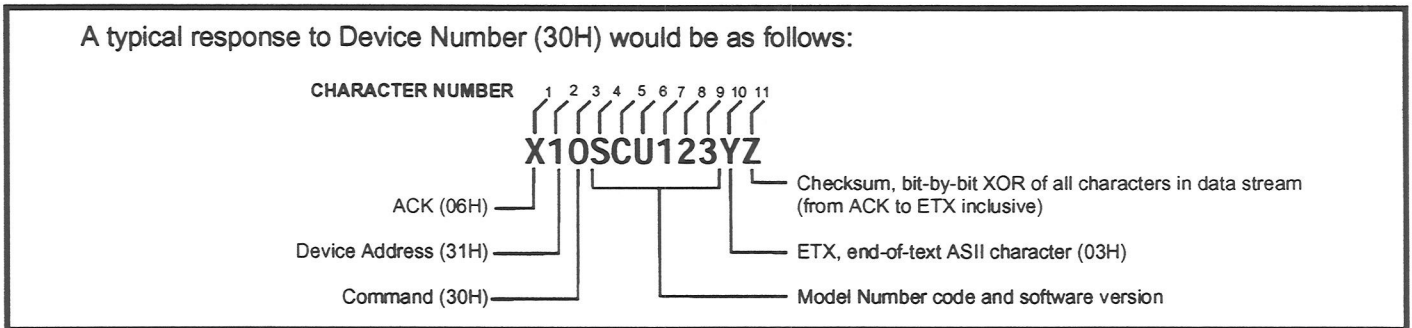 A typical response to Device Number (30H) would be as follows:
CHARACTER NUMBER 1 2 3 4 5 6 7 8 9 10 11
X10SCU123YZ
Checksum, bit-by-bit XOR of all characters in data stream
(from ACK to ETX inclusive)
ACK (06H)
Device Address (31H)
ETX, end-of-text ASII character (03H)
Command (30H)
Model Number code and software version